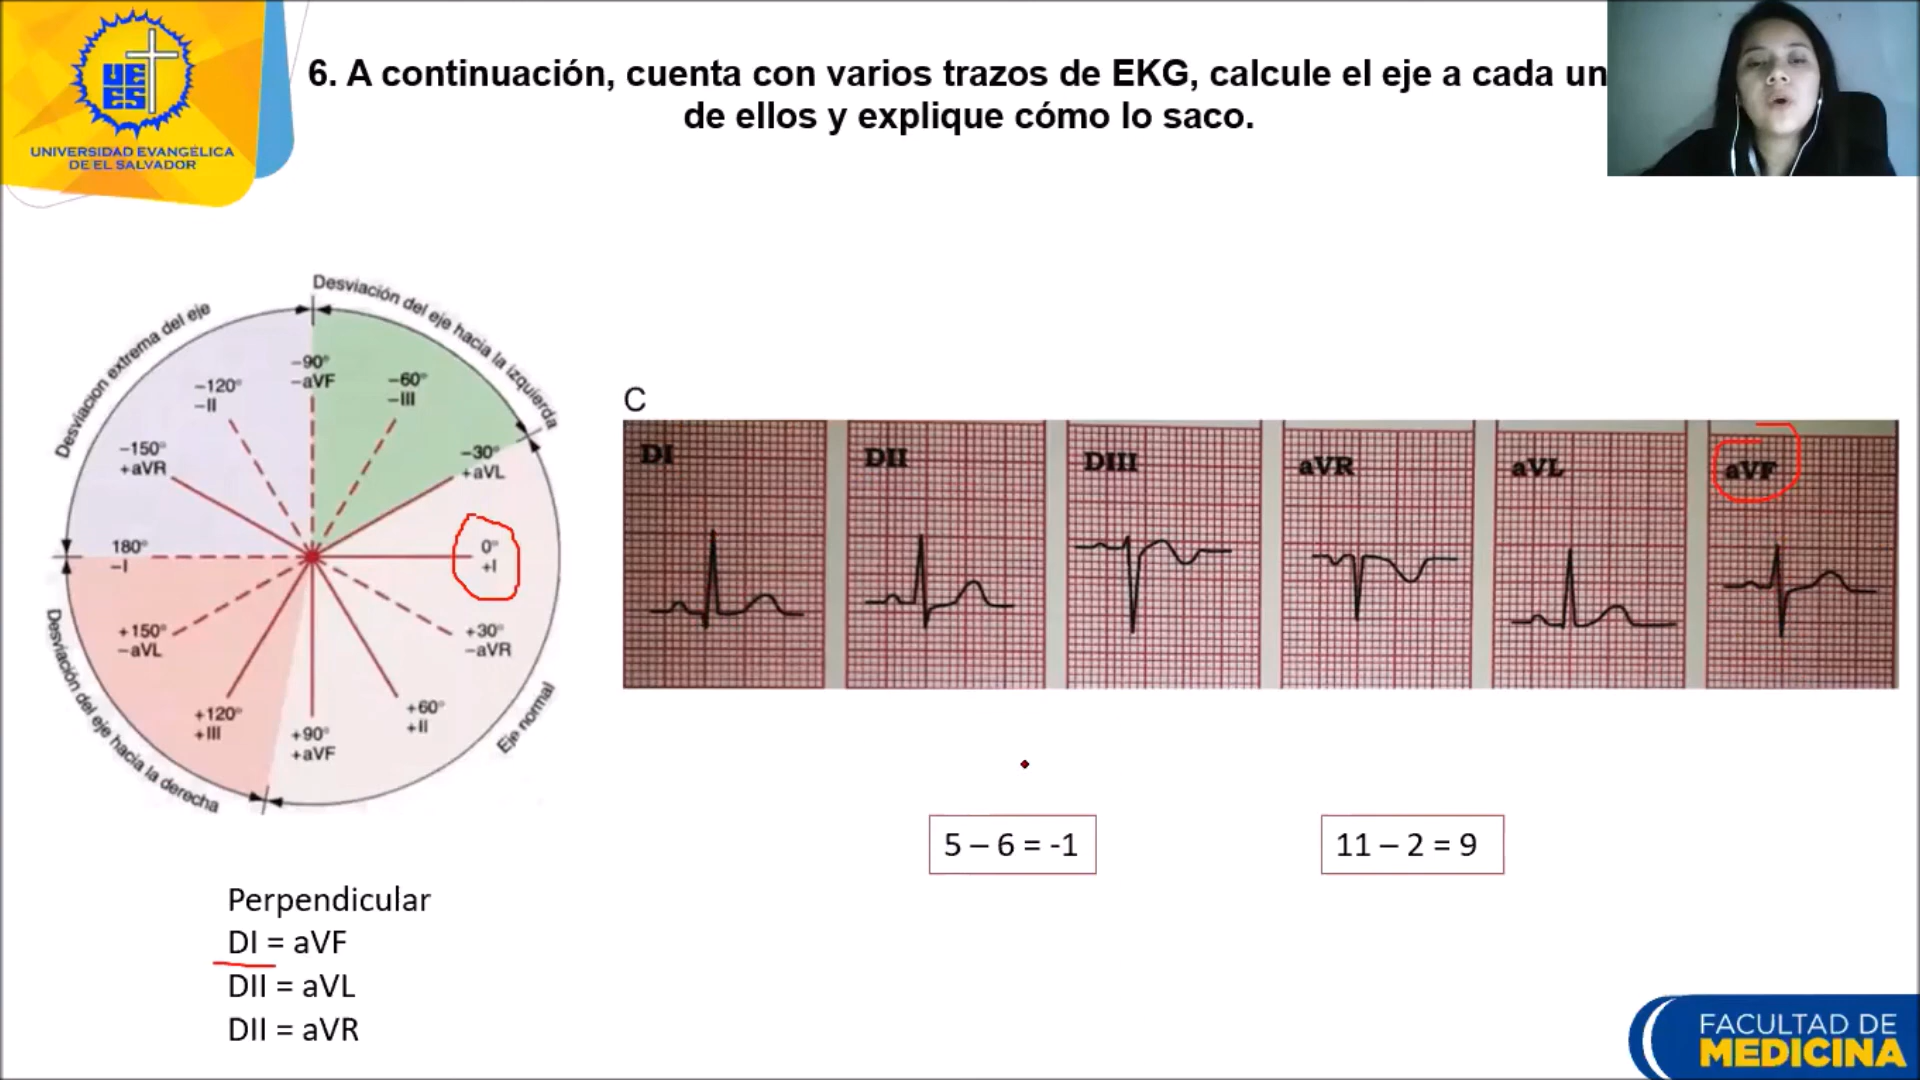 UEES
UNIVERSIDAD EVANGÉLICA
DE EL SALVADOR
6. A continuación, cuenta con varios trazos de EKG, calcule el eje a cada un
de ellos y explique cómo lo saco.
Desviacion extrema del eje
Desviación del eje hacia la izquierda
−90°
−aVF
−60°
−III
−120°
−II
−150°
+aVR
−30°
+aVL
180°
−I
0°
+I
+150°
−aVL
+30°
−aVR
+120°
+III
+90°
+aVF
+60°
+II
Desviación del eje hacia la derecha
Eje normal
C
DI
DII
DIII
aVR
aVL
aVF
5 – 6 = -1
11 – 2 = 9
Perpendicular
DI = aVF
DII = aVL
DII = aVR
FACULTAD DE
MEDICINA